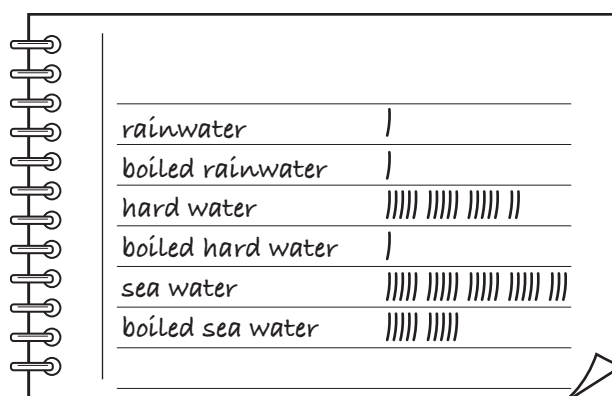 rainwater |
boiled rainwater |
hard water ||||| ||||| ||||| ||
boiled hard water |
sea water ||||| ||||| ||||| ||||| |||
boiled sea water ||||| |||||